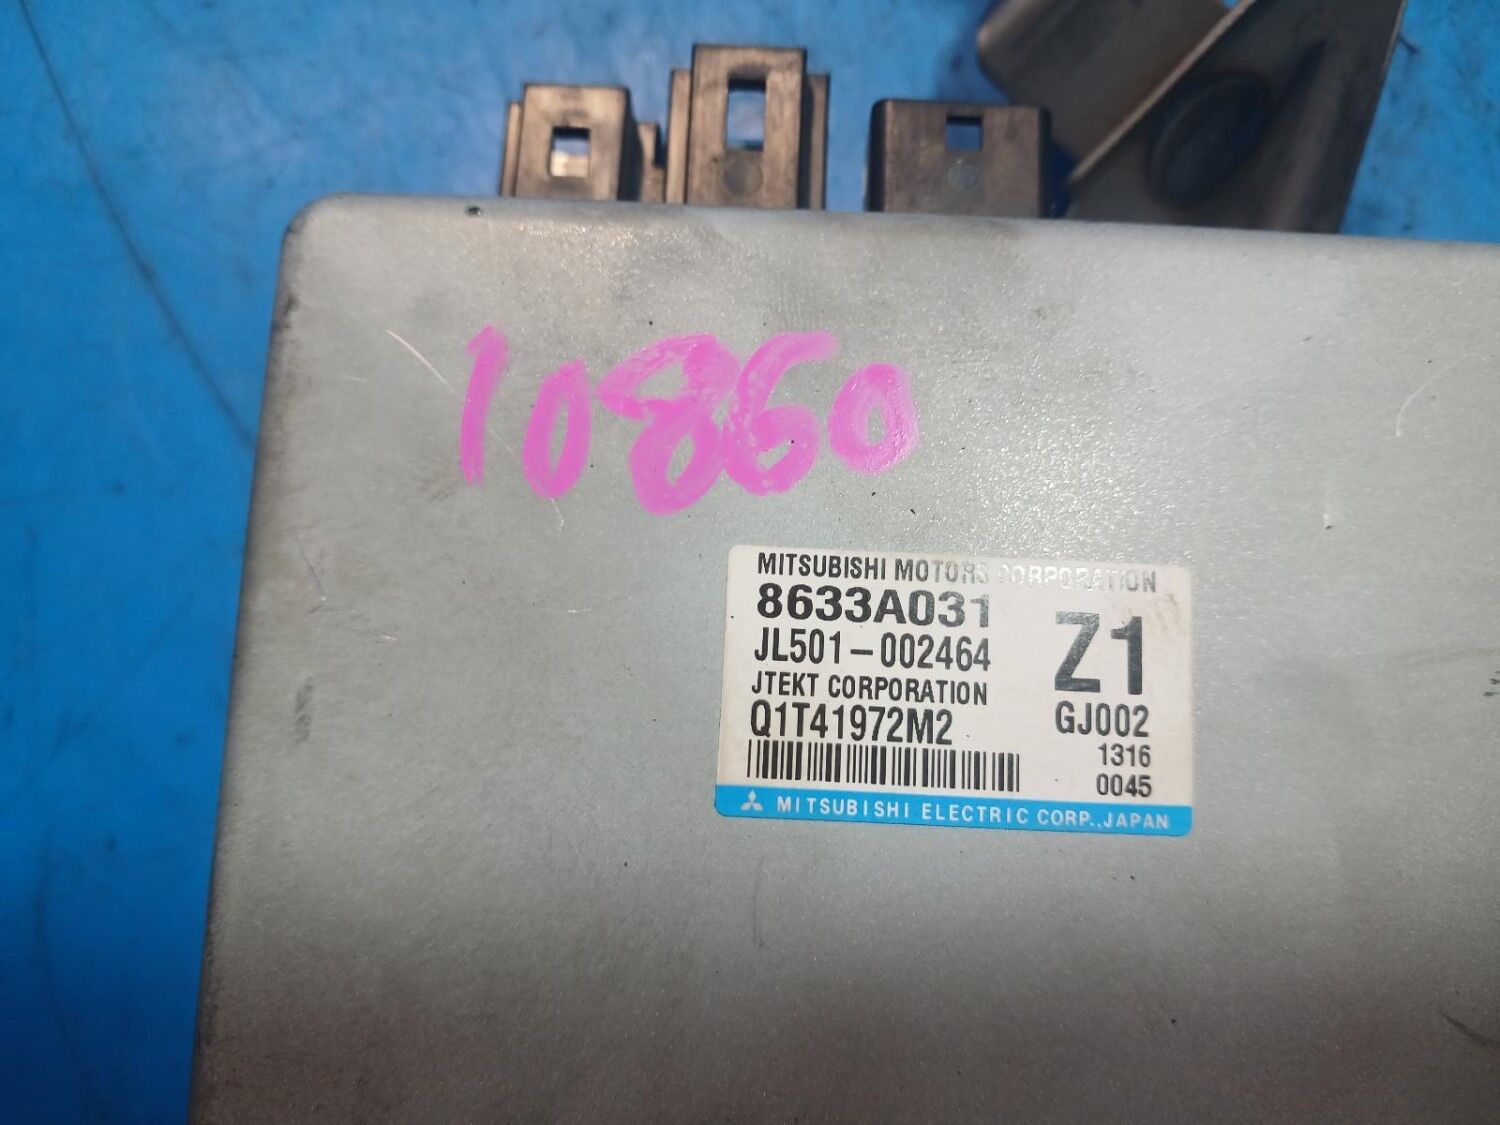 10860
MITSUBISHI MOTORS CORPORATION
8633A031
Z1
JL501-002464
JTEKT CORPORATION
Q1T41972M2
GJ002
1316
0045
MITSUBISHI ELECTRIC CORP., JAPAN